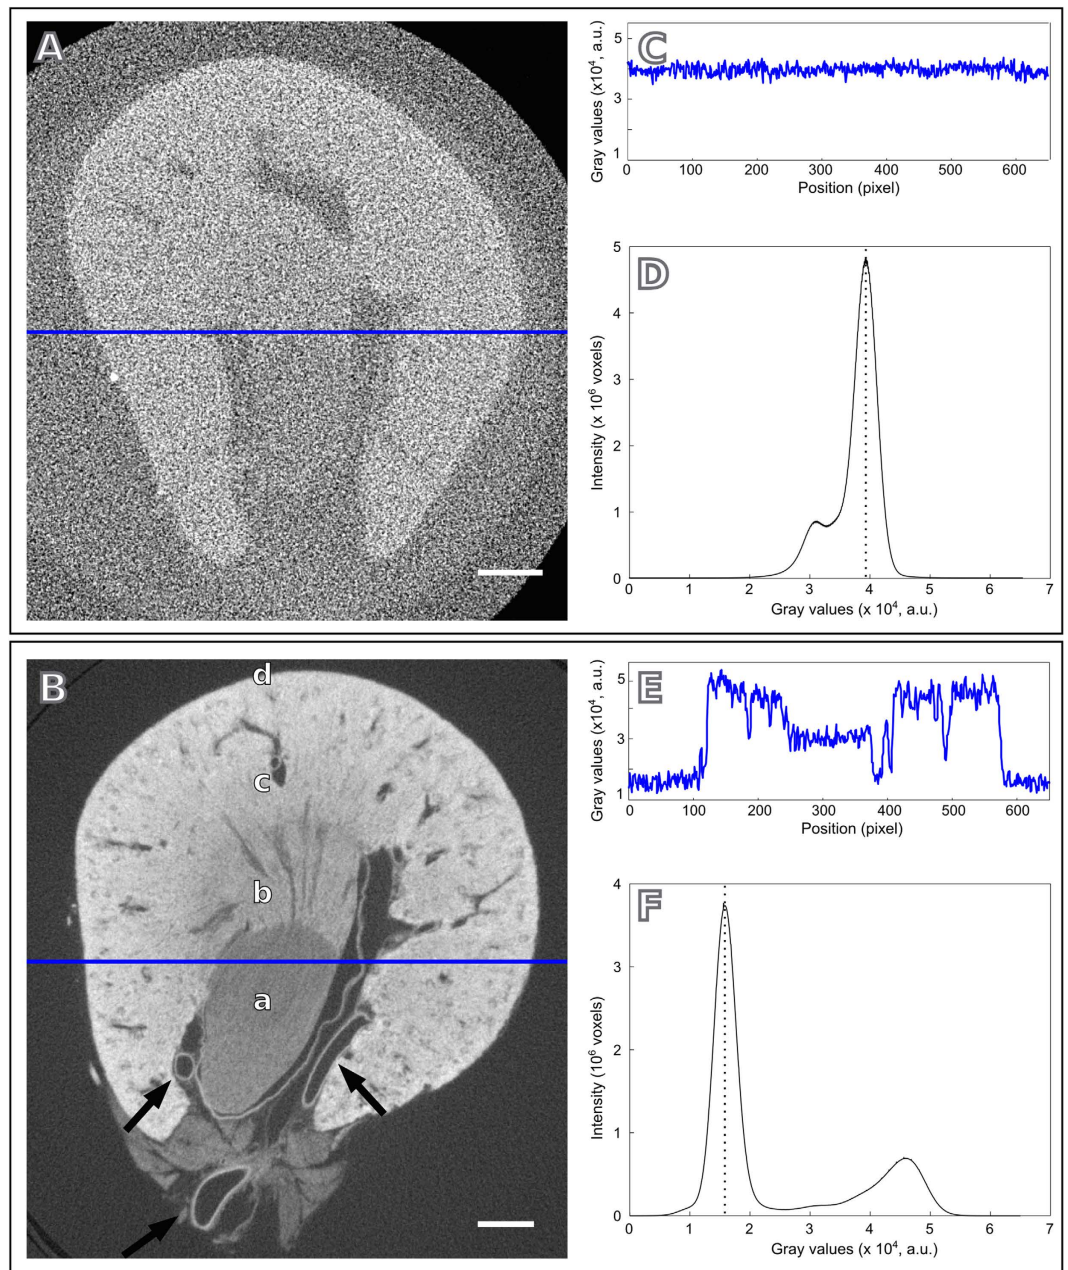 A
C
Gray values (x10⁴, a.u.)
5
3
1
0 100 200 300 400 500 600
Position (pixel)
D
Intensity (x 10⁶ voxels)
5
4
3
2
1
0
0 1 2 3 4 5 6 7
Gray values (x 10⁴, a.u.)
B
d
c
b
a
E
Gray values (x10⁴, a.u.)
5
3
1
0 100 200 300 400 500 600
Position (pixel)
F
Intensity (10⁶ voxels)
4
3
2
1
0
0 1 2 3 4 5 6 7
Gray values (x 10⁴, a.u.)